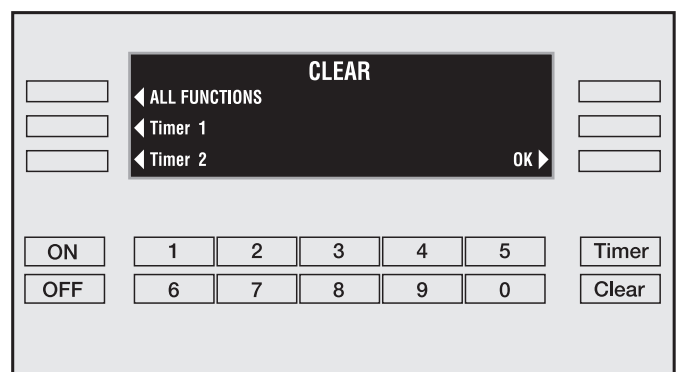 CLEAR
ALL FUNCTIONS
Timer 1
Timer 2 OK
ON 1 2 3 4 5 Timer
OFF 6 7 8 9 0 Clear